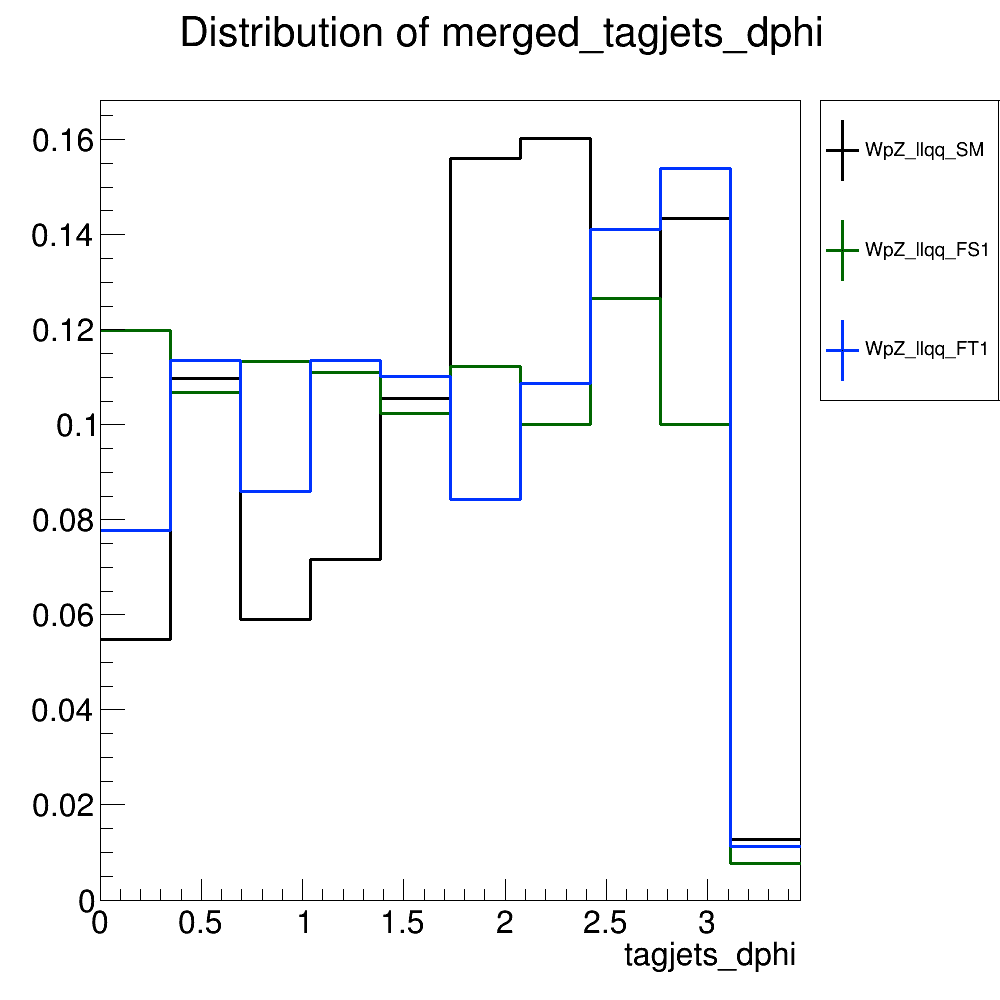 Distribution of merged_tagjets_dphi
0.16
0.14
0.12
0.1
0.08
0.06
0.04
0.02
0
0 0.5 1 1.5 2 2.5 3
tagjets_dphi
WpZ_llqq_SM
WpZ_llqq_FS1
WpZ_llqq_FT1